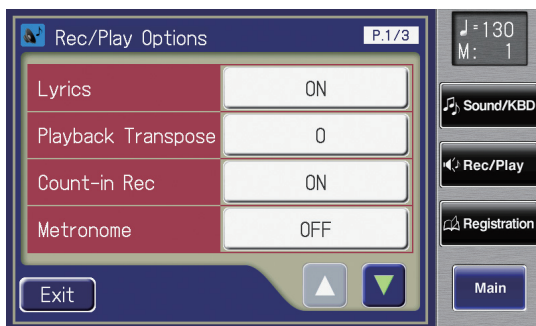 Rec/Play Options
P.1/3
Lyrics
ON
Playback Transpose
0
Count-in Rec
ON
Metronome
OFF
Exit
♩=130
M: 1
Sound/KBD
Rec/Play
Registration
Main